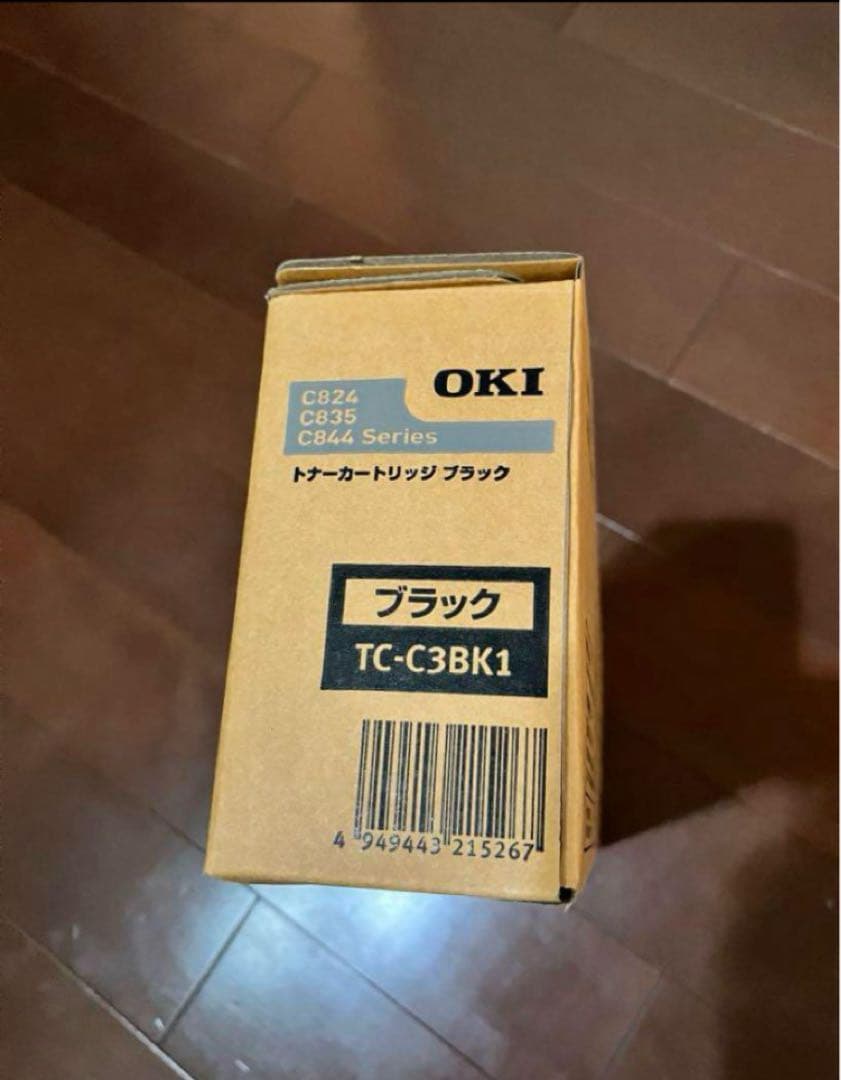 OKI
C824
C835
C844 Series
トナーカートリッジ ブラック
ブラック
TC-C3BK1
4 949443 215267